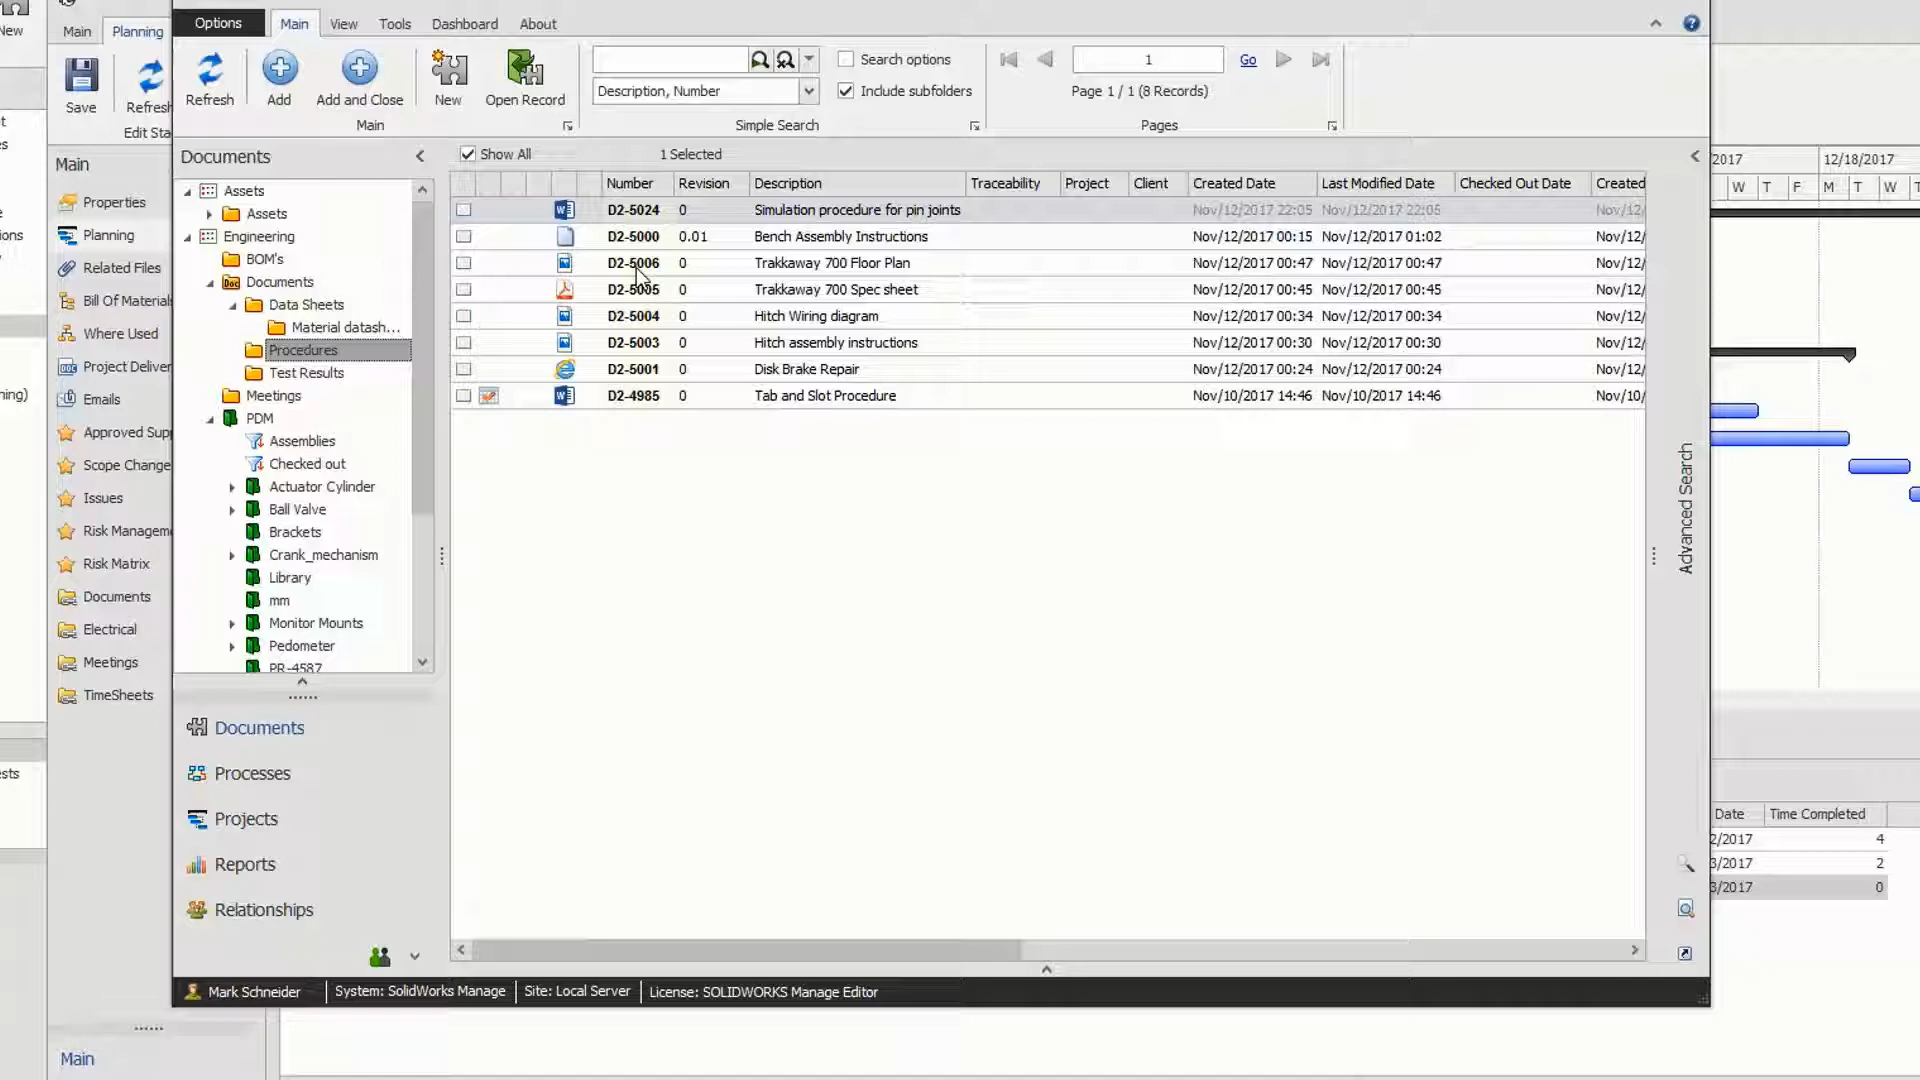 New
Main
Planning
Save
Refresh
Edit Sta
Main
Properties
Planning
Related Files
Bill Of Materials
Where Used
Project Deliver
Emails
Approved Supp
Scope Change
Issues
Risk Managem
Risk Matrix
Documents
Electrical
Meetings
TimeSheets
Main
Options
Main
View
Tools
Dashboard
About
Refresh
Add
Add and Close
New
Open Record
Main
Description, Number
Search options
Include subfolders
Simple Search
1
Go
Page 1 / 1 (8 Records)
Pages
Documents
Assets
Assets
Engineering
BOM's
Documents
Data Sheets
Material datash...
Procedures
Test Results
Meetings
PDM
Assemblies
Checked out
Actuator Cylinder
Ball Valve
Brackets
Crank_mechanism
Library
mm
Monitor Mounts
Pedometer
PR-4587
Documents
Processes
Projects
Reports
Relationships
Show All
1 Selected
Number Revision Description Traceability Project Client Created Date Last Modified Date Checked Out Date Created
D2-5024 0 Simulation procedure for pin joints Nov/12/2017 22:05 Nov/12/2017 22:05 Nov/12/
D2-5000 0.01 Bench Assembly Instructions Nov/12/2017 00:15 Nov/12/2017 01:02 Nov/12/
D2-5006 0 Trakkaway 700 Floor Plan Nov/12/2017 00:47 Nov/12/2017 00:47 Nov/12/
D2-5005 0 Trakkaway 700 Spec sheet Nov/12/2017 00:45 Nov/12/2017 00:45 Nov/12/
D2-5004 0 Hitch Wiring diagram Nov/12/2017 00:34 Nov/12/2017 00:34 Nov/12/
D2-5003 0 Hitch assembly instructions Nov/12/2017 00:30 Nov/12/2017 00:30 Nov/12/
D2-5001 0 Disk Brake Repair Nov/12/2017 00:24 Nov/12/2017 00:24 Nov/12/
D2-4985 0 Tab and Slot Procedure Nov/10/2017 14:46 Nov/10/2017 14:46 Nov/10/
Advanced Search
Mark Schneider
System: SolidWorks Manage
Site: Local Server
License: SOLIDWORKS Manage Editor
2017
12/18/2017
W T F M T W T
Date Time Completed
2/2017 4
3/2017 2
3/2017 0